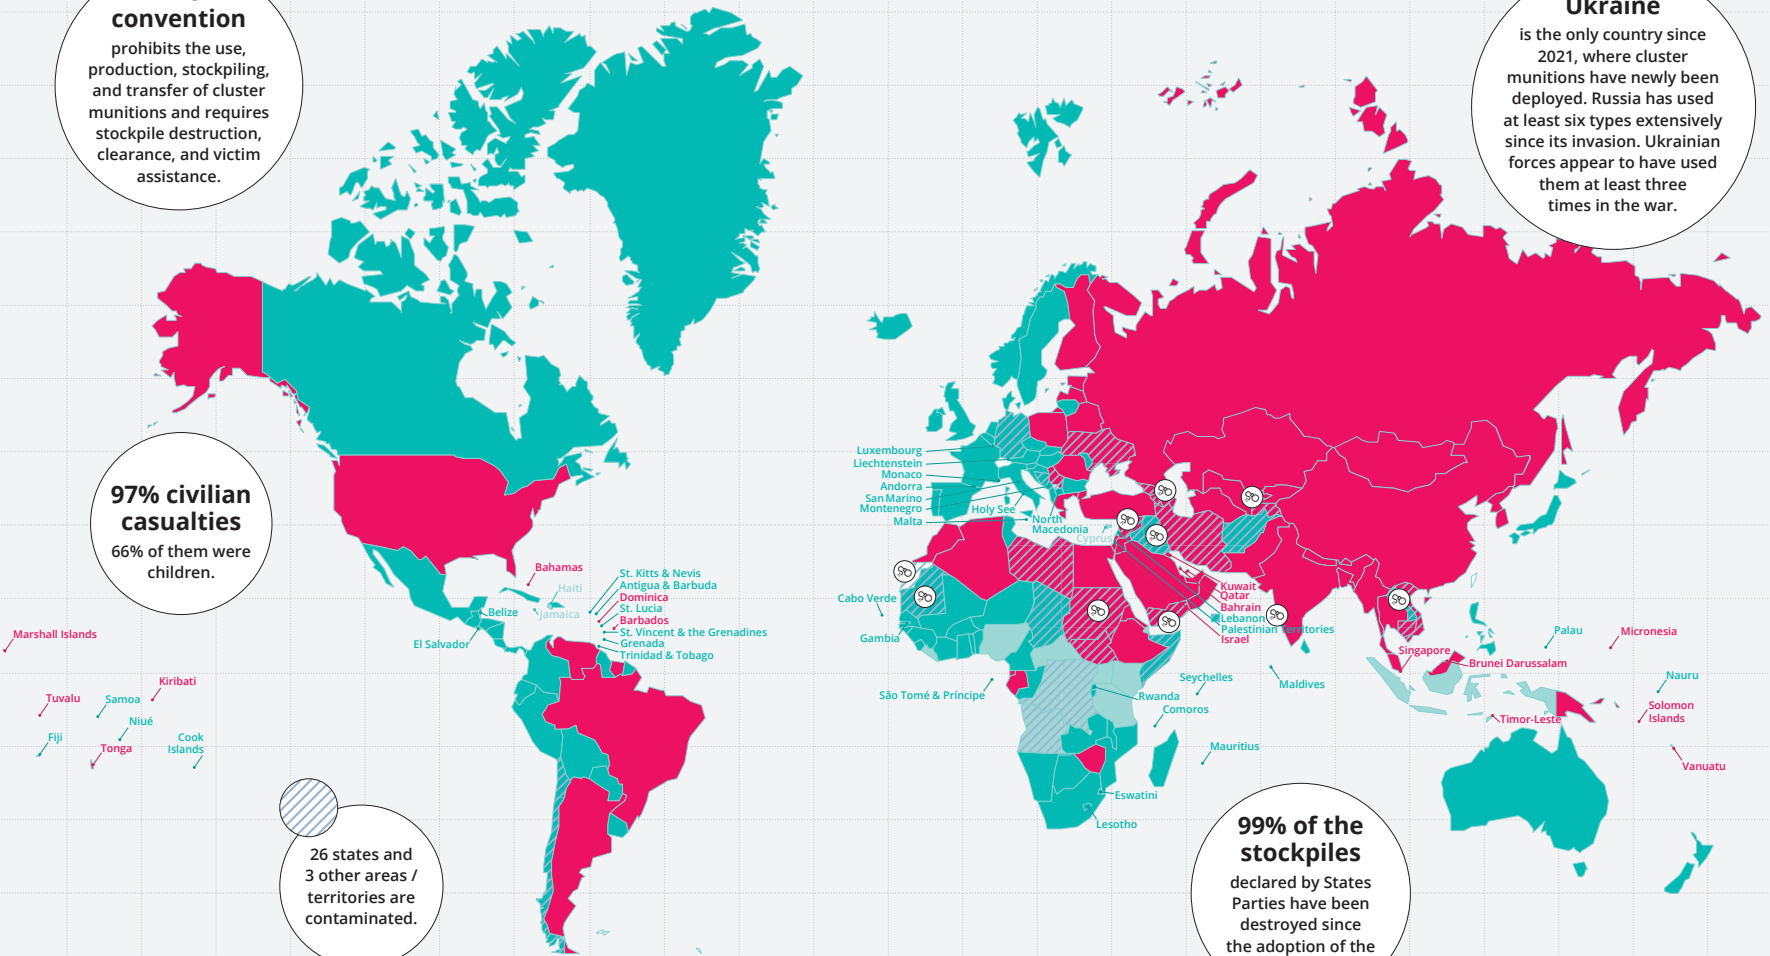 convention
prohibits the use,
production, stockpiling,
and transfer of cluster
munitions and requires
stockpile destruction,
clearance, and victim
assistance.
Ukraine
is the only country since
2021, where cluster
munitions have newly been
deployed. Russia has used
at least six types extensively
since its invasion. Ukrainian
forces appear to have used
them at least three
times in the war.
97% civilian
casualties
66% of them were
children.
Luxembourg
Liechtenstein
Monaco
Andorra
San Marino
Montenegro
Malta
Holy See
North
Macedonia
Cyprus
Bahamas
Haiti
Jamaica
Belize
El Salvador
St. Kitts & Nevis
Antigua & Barbuda
Dominica
St. Lucia
Barbados
St. Vincent & the Grenadines
Grenada
Trinidad & Tobago
Cabo Verde
Gambia
São Tomé & Príncipe
Kuwait
Qatar
Bahrain
Lebanon
Palestinian Territories
Israel
Seychelles
Rwanda
Comoros
Maldives
Mauritius
Eswatini
Lesotho
Singapore
Brunei Darussalam
Timor-Leste
Palau
Micronesia
Nauru
Solomon
Islands
Vanuatu
Marshall Islands
Kiribati
Tuvalu
Samoa
Niué
Fiji
Tonga
Cook
Islands
26 states and
3 other areas /
territories are
contaminated.
99% of the
stockpiles
declared by States
Parties have been
destroyed since
the adoption of the